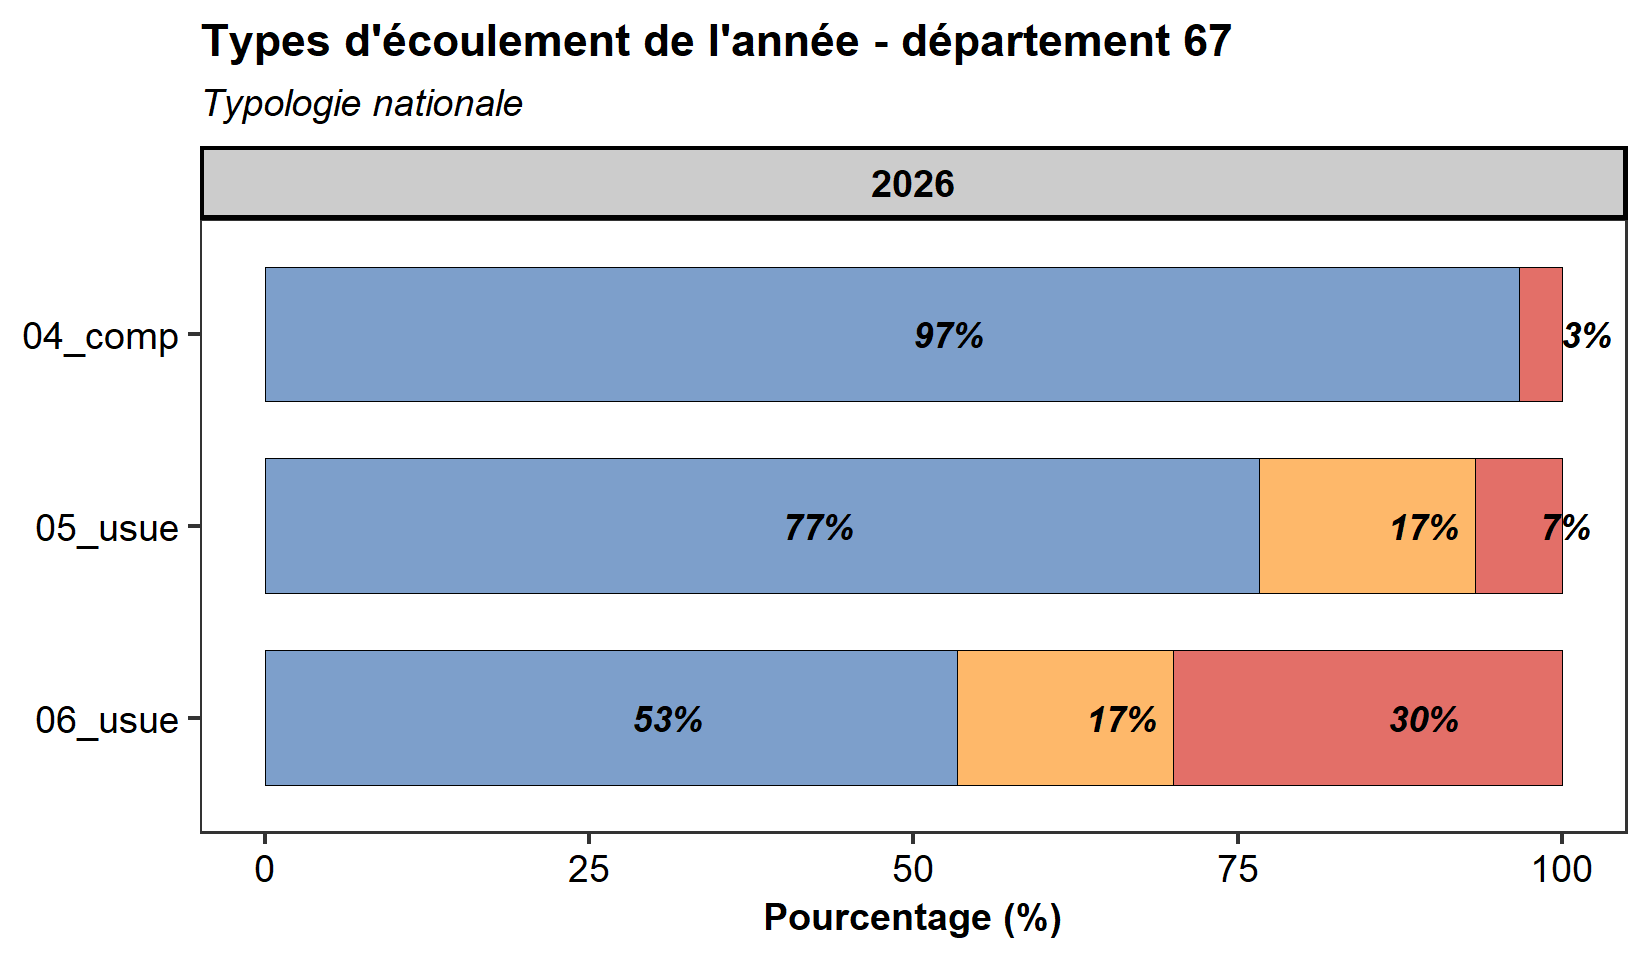 Types d'écoulement de l'année - département 67
Typologie nationale
2026
04_comp
97%
3%
05_usue
77%
17%
7%
06_usue
53%
17%
30%
0
25
50
75
100
Pourcentage (%)